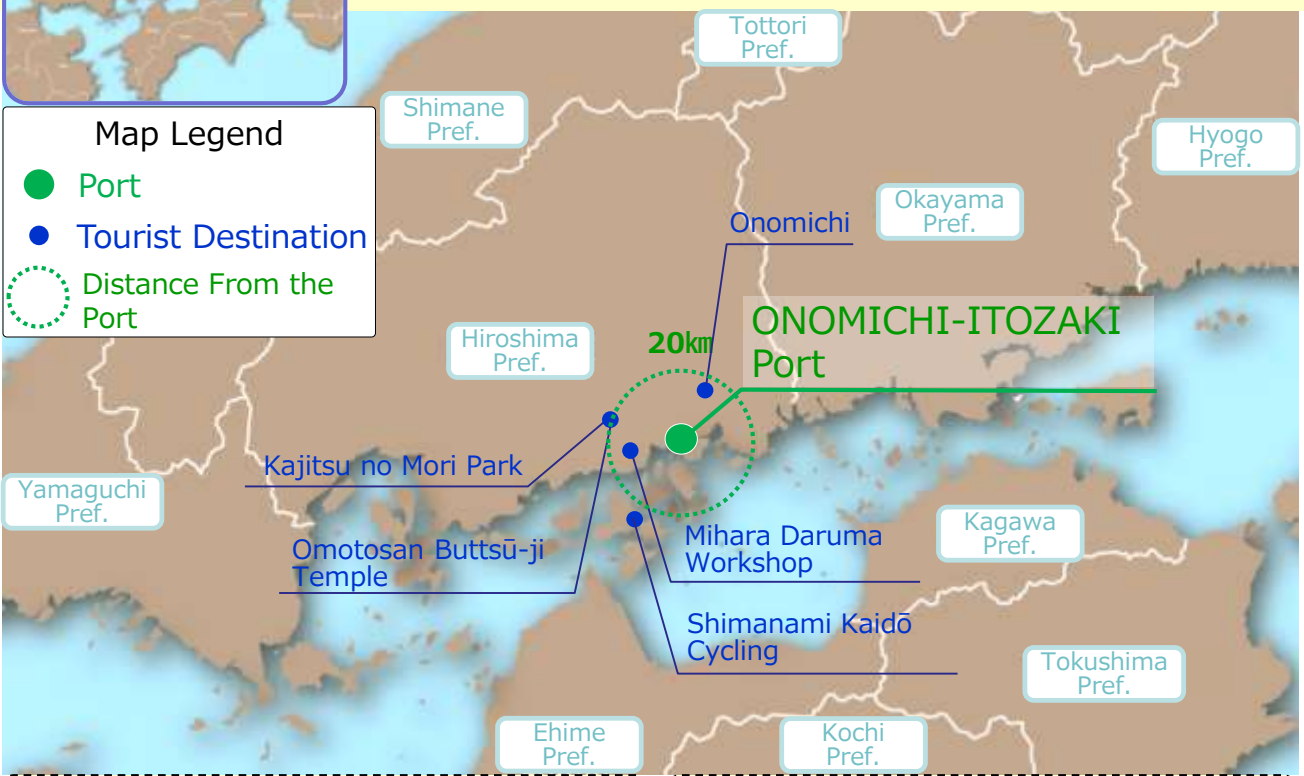 Tottori
Pref.
Shimane
Pref.
Map Legend
Port
Tourist Destination
Distance From the
Port
Hyogo
Pref.
Okayama
Pref.
Onomichi
ONOMICHI-ITOZAKI
Port
Hiroshima
Pref.
20㎞
Kajitsu no Mori Park
Yamaguchi
Pref.
Omotosan Buttsū-ji
Temple
Mihara Daruma
Workshop
Kagawa
Pref.
Shimanami Kaidō
Cycling
Tokushima
Pref.
Ehime
Pref.
Kochi
Pref.